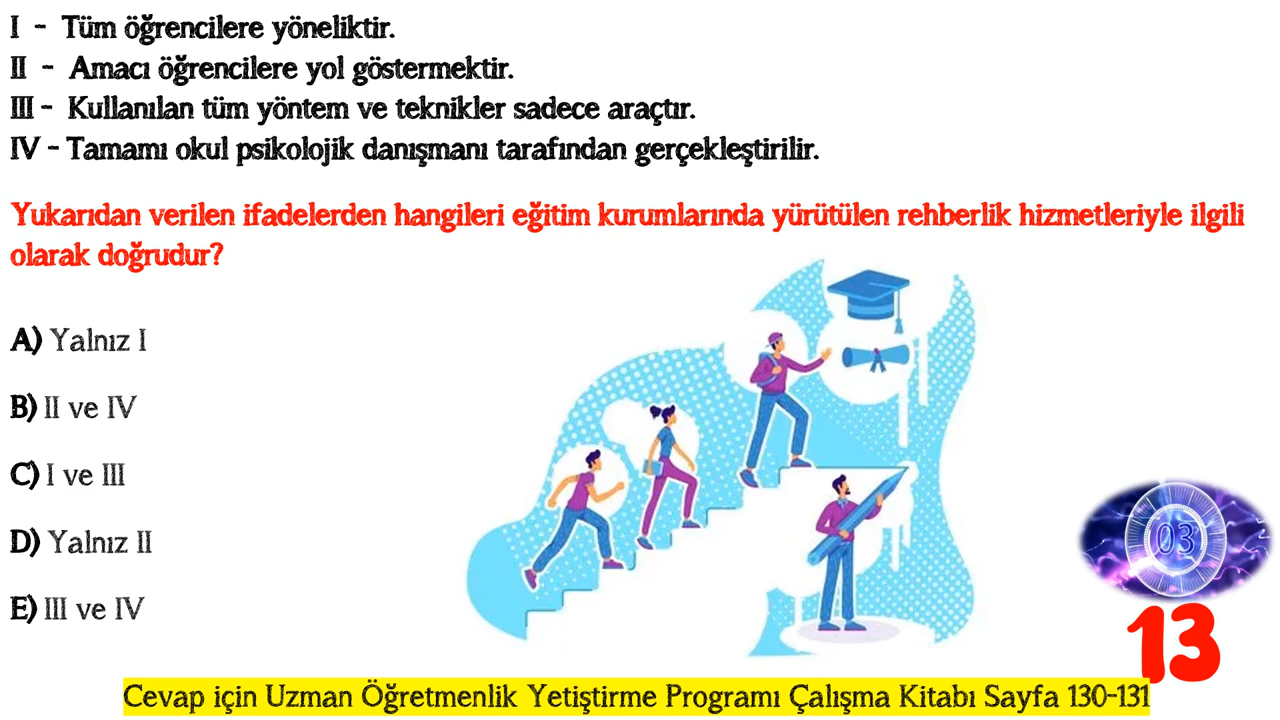 I - Tüm öğrencilere yöneliktir.
II - Amacı öğrencilere yol göstermektir.
III - Kullanılan tüm yöntem ve teknikler sadece araçtır.
IV - Tamamı okul psikolojik danışmanı tarafından gerçekleştirilir.
Yukarıdan verilen ifadelerden hangileri eğitim kurumlarında yürütülen rehberlik hizmetleriyle ilgili
olarak doğrudur?
A) Yalnız I
B) II ve IV
C) I ve III
D) Yalnız II
E) III ve IV
03
13
Cevap için Uzman Öğretmenlik Yetiştirme Programı Çalışma Kitabı Sayfa 130-131